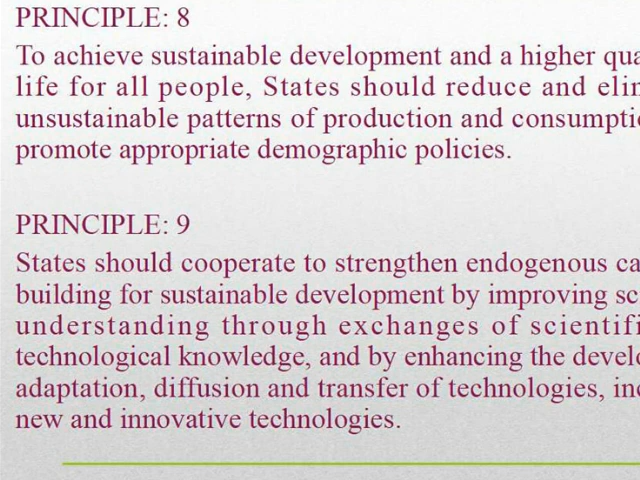 PRINCIPLE: 8
To achieve sustainable development and a higher qua
life for all people, States should reduce and elim
unsustainable patterns of production and consumptio
promote appropriate demographic policies.
PRINCIPLE: 9
States should cooperate to strengthen endogenous ca
building for sustainable development by improving sc
understanding through exchanges of scientifi
technological knowledge, and by enhancing the develo
adaptation, diffusion and transfer of technologies, inc
new and innovative technologies.